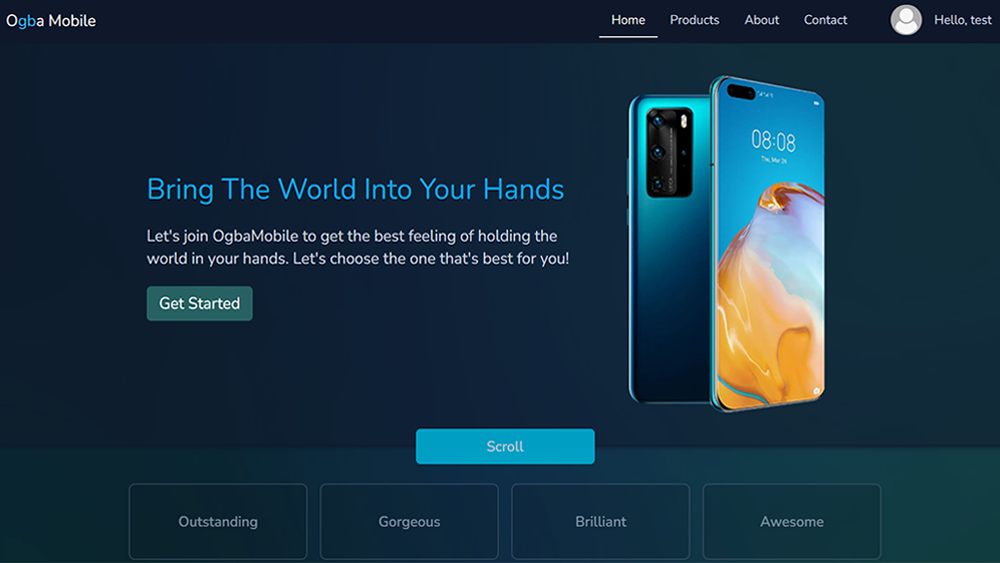 Ogba Mobile
Home
Products
About
Contact
Hello, test
08:08
Bring The World Into Your Hands
Let's join OgbaMobile to get the best feeling of holding the
world in your hands. Let's choose the one that's best for you!
Get Started
Scroll
Outstanding
Gorgeous
Brilliant
Awesome